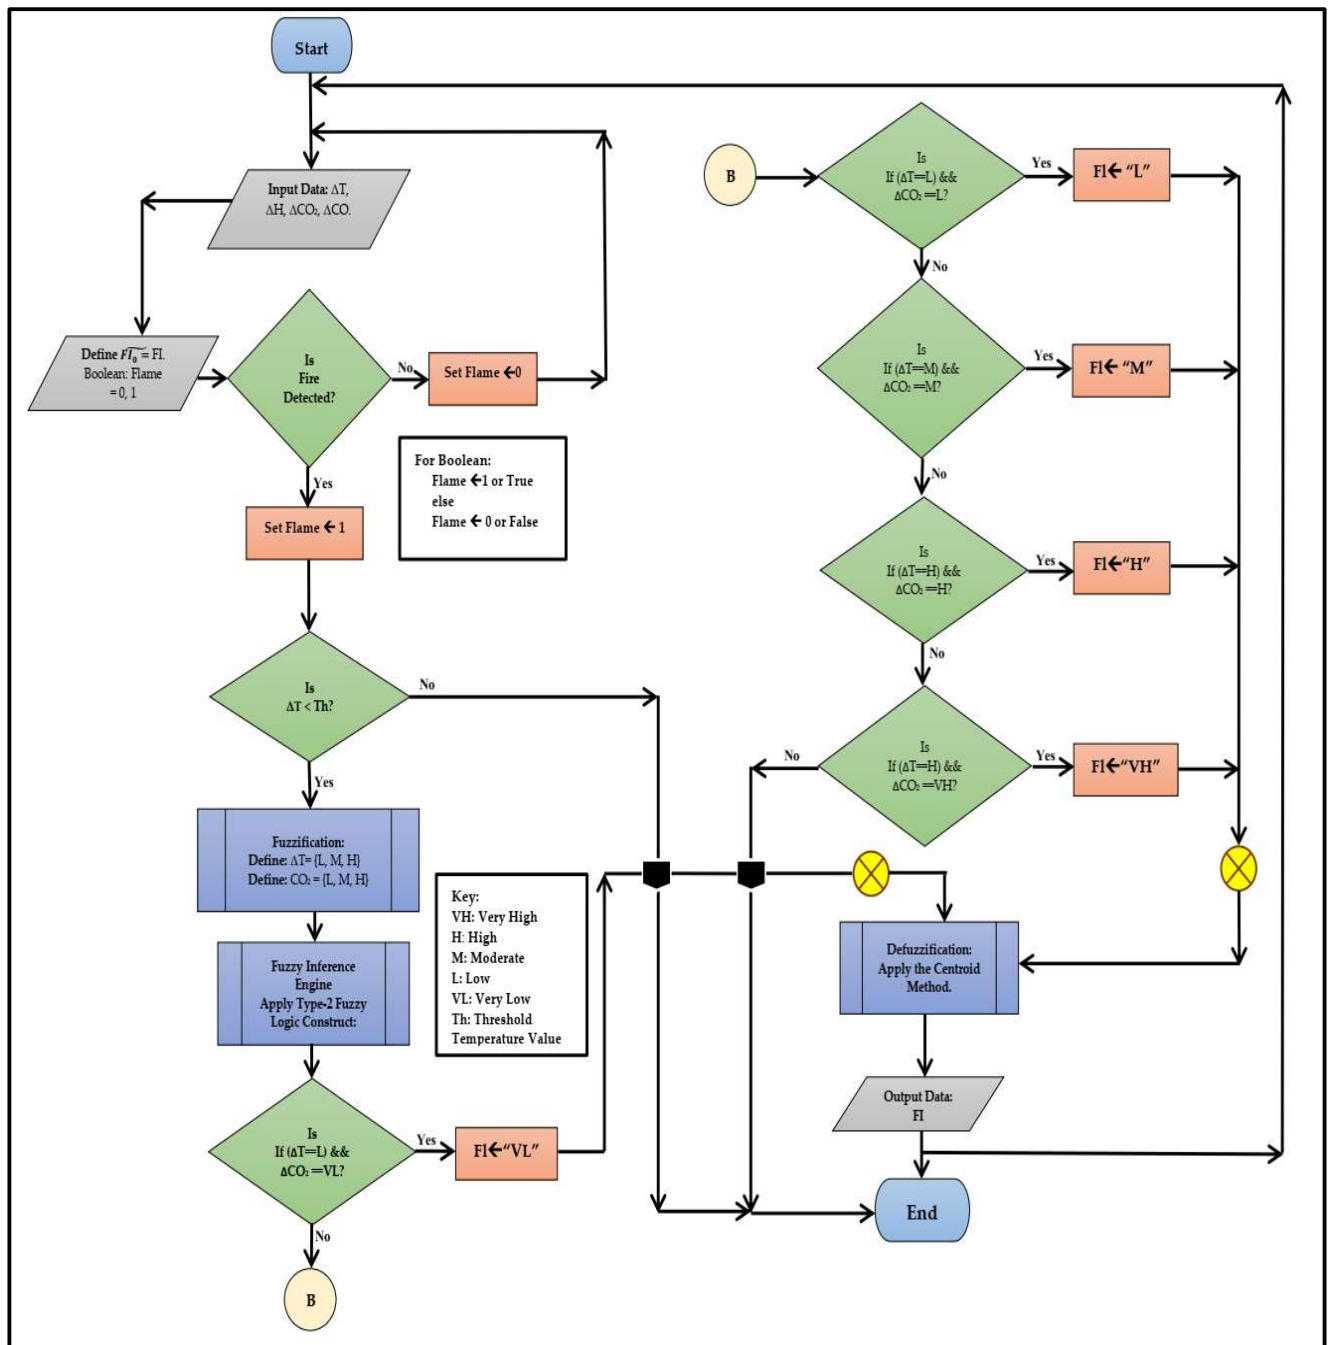 Start
Input Data: ΔT,
ΔH, ΔCO₂, ΔCO.
Define F͠I₀ = FI.
Boolean: Flame
= 0, 1
Is
Fire
Detected?
No
Set Flame ←0
Yes
Set Flame ← 1
For Boolean:
Flame ←1 or True
else
Flame ← 0 or False
Is
ΔT < Th?
No
Yes
Fuzzification:
Define: ΔT= {L, M, H}
Define: CO₂ = {L, M, H}
Fuzzy Inference
Engine
Apply Type-2 Fuzzy
Logic Construct:
Key:
VH: Very High
H: High
M: Moderate
L: Low
VL: Very Low
Th: Threshold
Temperature Value
Is
If (ΔT==L) &&
ΔCO₂ ==VL?
Yes
FI←“VL”
No
B
B
Is
If (ΔT==L) &&
ΔCO₂ ==L?
Yes
FI← “L”
No
Is
If (ΔT==M) &&
ΔCO₂ ==M?
Yes
FI← “M”
No
Is
If (ΔT==H) &&
ΔCO₂ ==H?
Yes
FI←“H”
No
Is
If (ΔT==H) &&
ΔCO₂ ==VH?
No
Yes
FI←“VH”
Defuzzification:
Apply the Centroid
Method.
Output Data:
FI
End